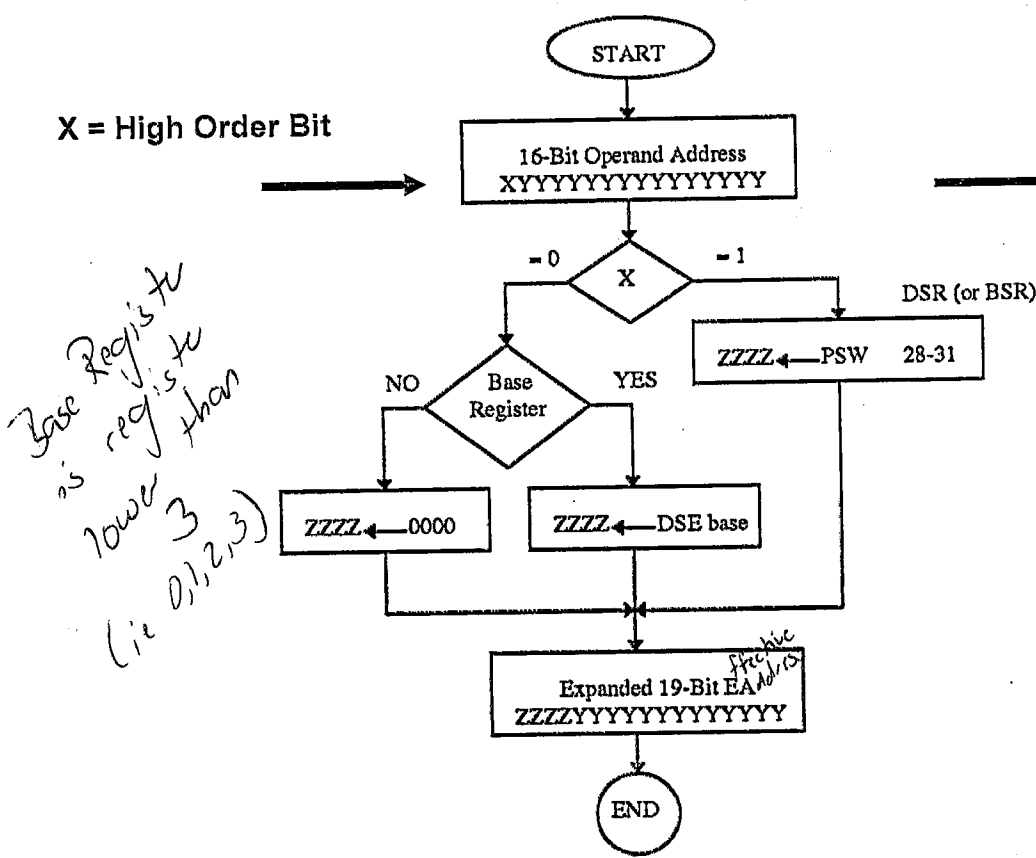 START
X = High Order Bit
16-Bit Operand Address
XYYYYYYYYYYYYYYY
= 0
X
= 1
DSR (or BSR)
ZZZZ PSW 28-31
NO
Base
Register
YES
Base Register
is register
lower than
3
(ie 0,1,2,3)
ZZZZ 0000
ZZZZ DSE base
Expanded 19-Bit EA
ffective
Address
ZZZZYYYYYYYYYYYYY
END